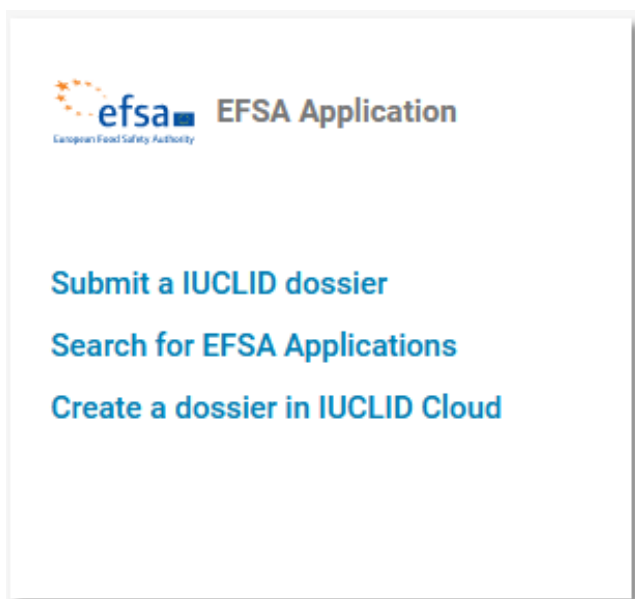 efsa
European Food Safety Authority
EFSA Application
Submit a IUCLID dossier
Search for EFSA Applications
Create a dossier in IUCLID Cloud